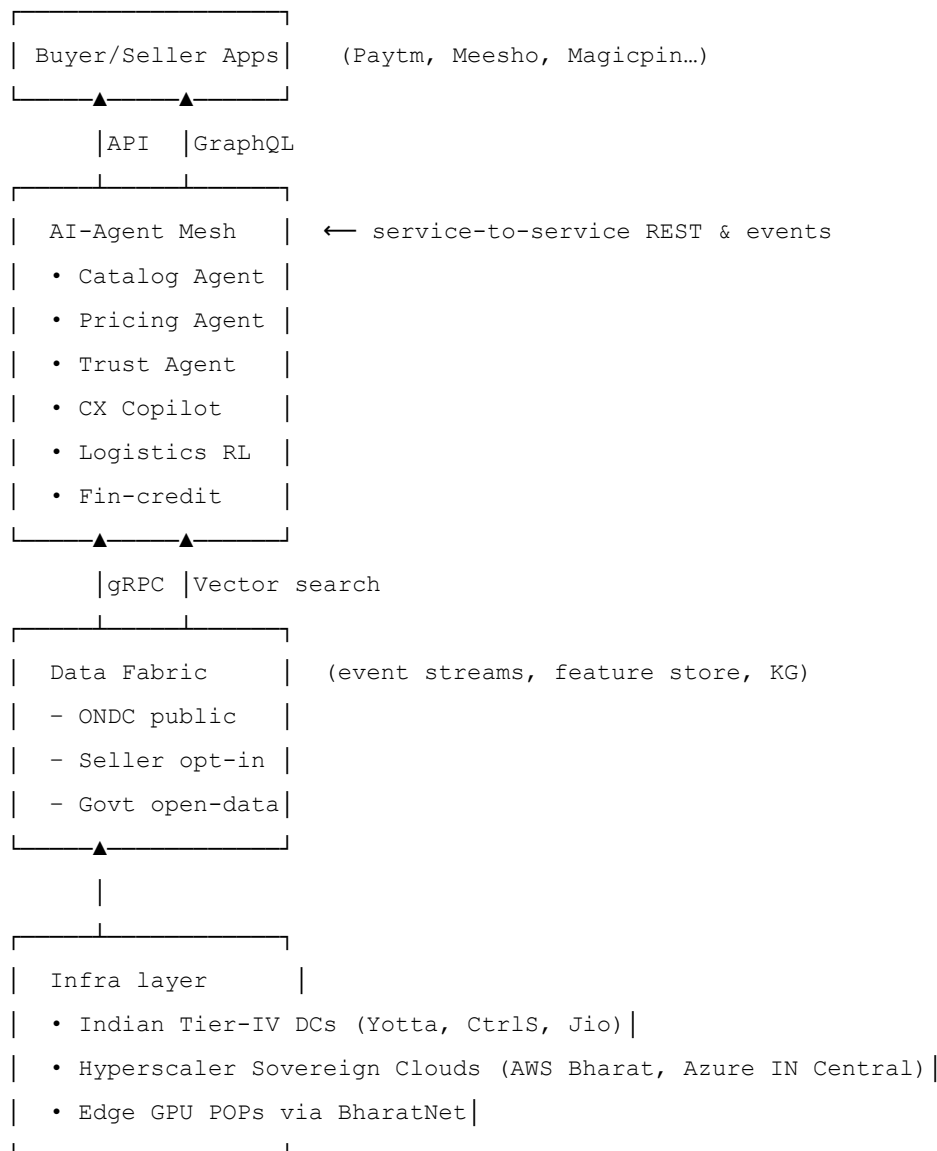 Buyer/Seller Apps (Paytm, Meesho, Magicpin…)
API GraphQL
AI-Agent Mesh ← service-to-service REST & events
• Catalog Agent
• Pricing Agent
• Trust Agent
• CX Copilot
• Logistics RL
• Fin-credit
gRPC Vector search
Data Fabric (event streams, feature store, KG)
– ONDC public
– Seller opt-in
– Govt open-data
Infra layer
• Indian Tier-IV DCs (Yotta, CtrlS, Jio)
• Hyperscaler Sovereign Clouds (AWS Bharat, Azure IN Central)
• Edge GPU POPs via BharatNet